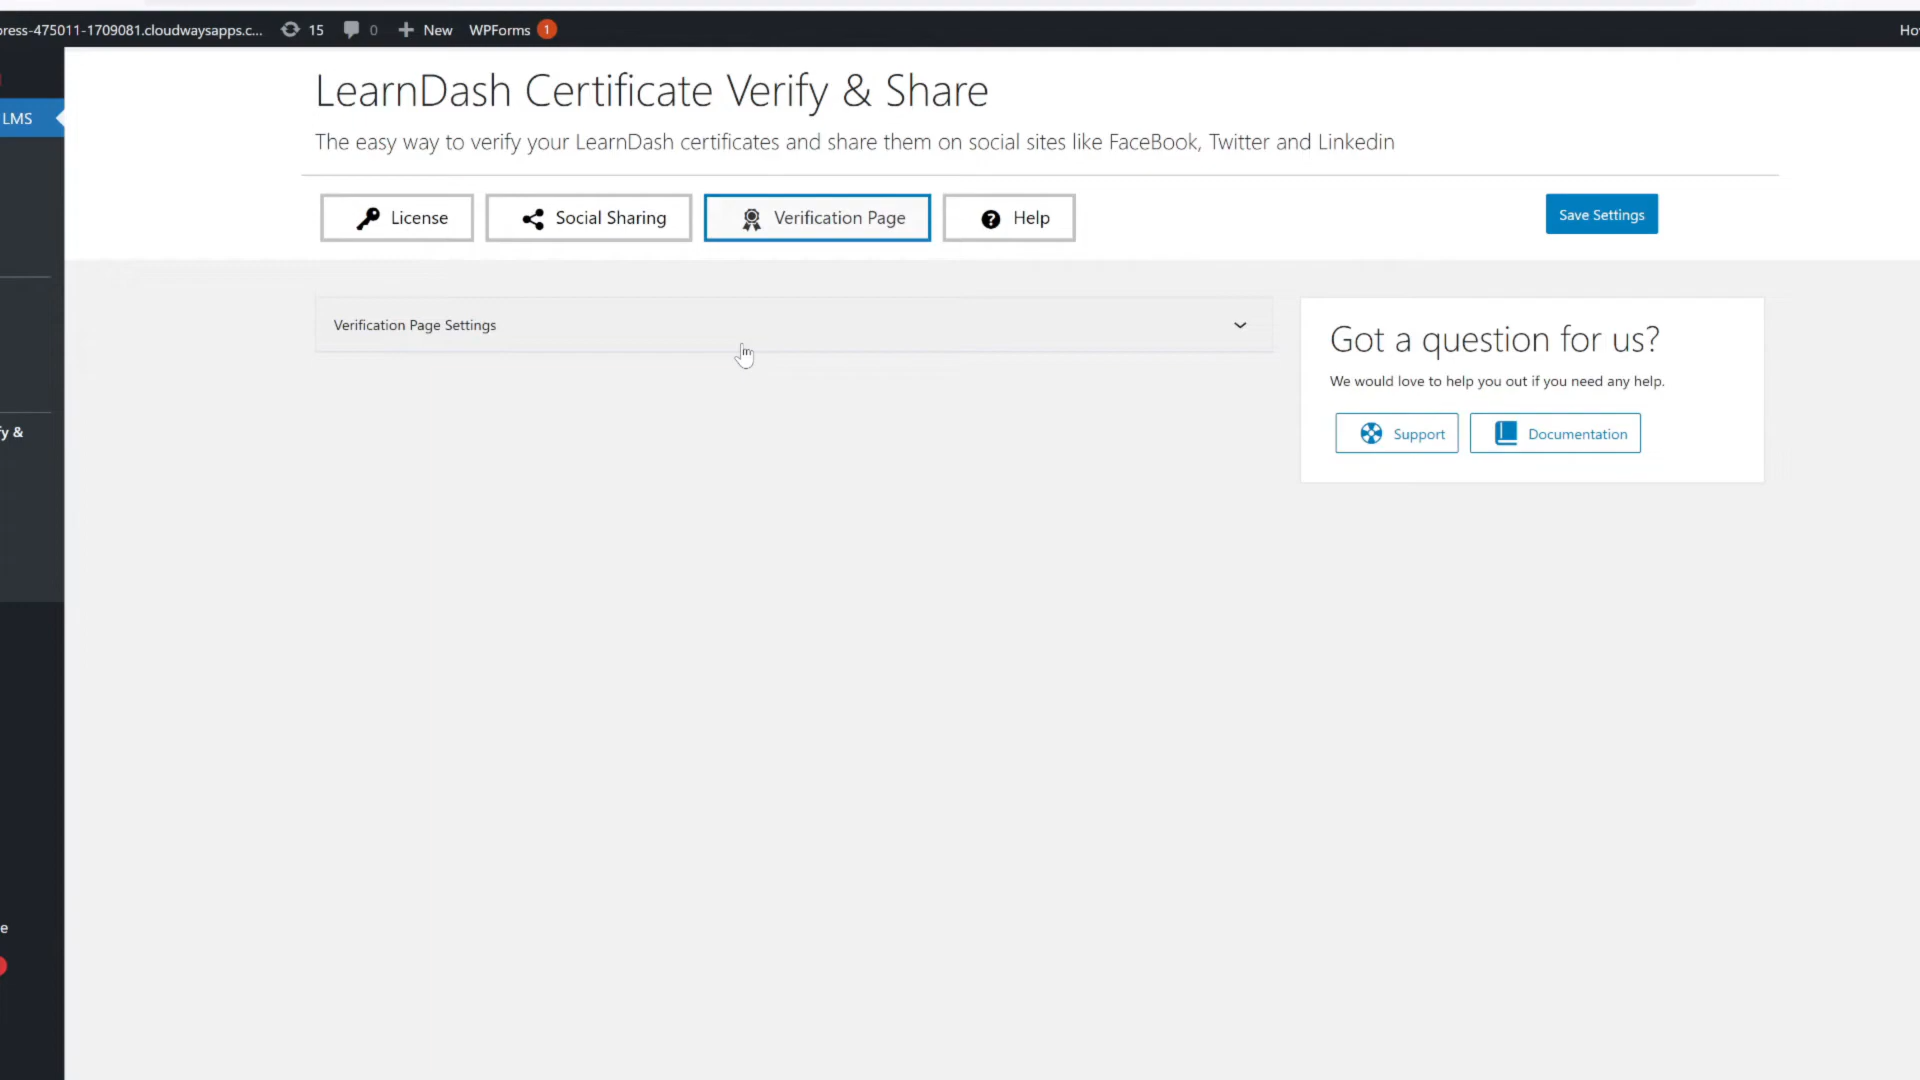 press-475011-1709081.cloudwaysapps.c... 15 0 New WPForms 1
LearnDash Certificate Verify & Share
LMS
The easy way to verify your LearnDash certificates and share them on social sites like FaceBook, Twitter and Linkedin
License Social Sharing Verification Page Help Save Settings
Verification Page Settings
Got a question for us?
We would love to help you out if you need any help.
fy &
Support Documentation
e